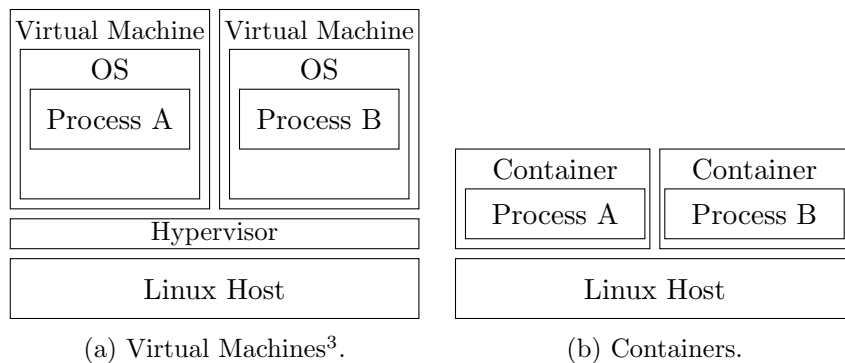 Virtual Machine Virtual Machine
OS OS
Process A Process B
Hypervisor
Linux Host
(a) Virtual Machines³.
Container Container
Process A Process B
Linux Host
(b) Containers.